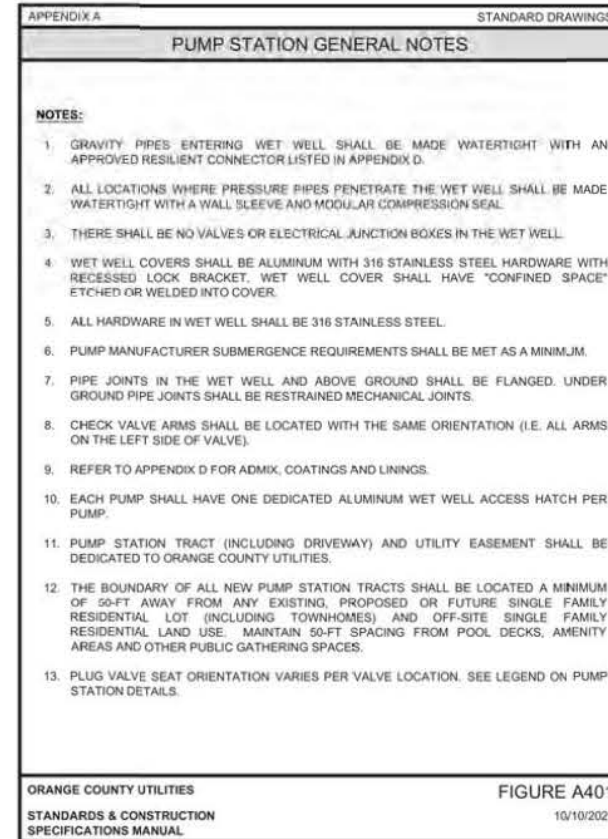 APPENDIX A
STANDARD DRAWINGS
PUMP STATION GENERAL NOTES
NOTES:
1. GRAVITY PIPES ENTERING WET WELL SHALL BE MADE WATERTIGHT WITH AN
APPROVED RESILIENT CONNECTOR LISTED IN APPENDIX D.
2. ALL LOCATIONS WHERE PRESSURE PIPES PENETRATE THE WET WELL SHALL BE MADE
WATERTIGHT WITH A WALL SLEEVE AND MODULAR COMPRESSION SEAL.
3. THERE SHALL BE NO VALVES OR ELECTRICAL JUNCTION BOXES IN THE WET WELL.
4. WET WELL COVERS SHALL BE ALUMINUM WITH 316 STAINLESS STEEL HARDWARE WITH
RECESSED LOCK BRACKET. WET WELL COVER SHALL HAVE "CONFINED SPACE"
ETCHED OR WELDED INTO COVER.
5. ALL HARDWARE IN WET WELL SHALL BE 316 STAINLESS STEEL.
6. PUMP MANUFACTURER SUBMERGENCE REQUIREMENTS SHALL BE MET AS A MINIMUM.
7. PIPE JOINTS IN THE WET WELL AND ABOVE GROUND SHALL BE FLANGED. UNDER
GROUND PIPE JOINTS SHALL BE RESTRAINED MECHANICAL JOINTS.
8. CHECK VALVE ARMS SHALL BE LOCATED WITH THE SAME ORIENTATION (I.E. ALL ARMS
ON THE LEFT SIDE OF VALVE).
9. REFER TO APPENDIX D FOR ADMIX, COATINGS AND LININGS.
10. EACH PUMP SHALL HAVE ONE DEDICATED ALUMINUM WET WELL ACCESS HATCH PER
PUMP.
11. PUMP STATION TRACT (INCLUDING DRIVEWAY) AND UTILITY EASEMENT SHALL BE
DEDICATED TO ORANGE COUNTY UTILITIES.
12. THE BOUNDARY OF ALL NEW PUMP STATION TRACTS SHALL BE LOCATED A MINIMUM
OF 50-FT AWAY FROM ANY EXISTING, PROPOSED OR FUTURE SINGLE FAMILY
RESIDENTIAL LOT (INCLUDING TOWNHOMES) AND OFF-SITE SINGLE FAMILY
RESIDENTIAL LAND USE. MAINTAIN 50-FT SPACING FROM POOL DECKS, AMENITY
AREAS AND OTHER PUBLIC GATHERING SPACES.
13. PLUG VALVE SEAT ORIENTATION VARIES PER VALVE LOCATION. SEE LEGEND ON PUMP
STATION DETAILS.
ORANGE COUNTY UTILITIES
FIGURE A401
STANDARDS & CONSTRUCTION
10/10/202
SPECIFICATIONS MANUAL